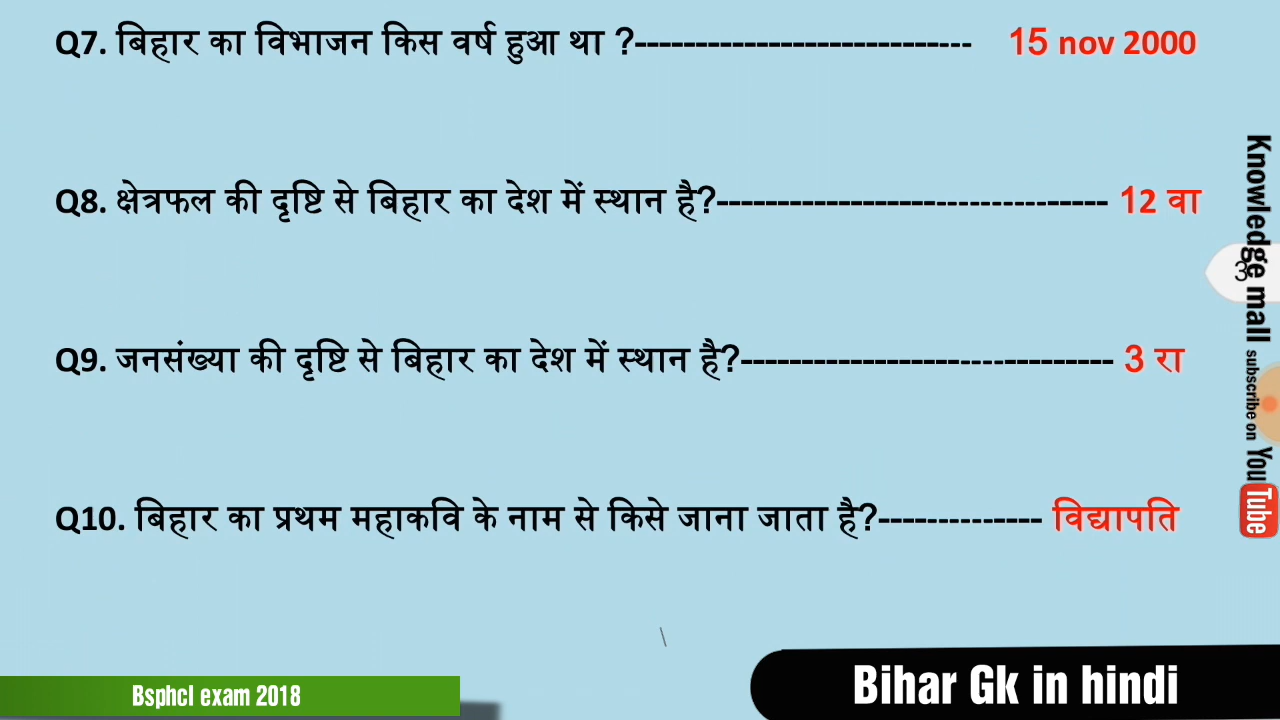 Q7. बिहार का विभाजन किस वर्ष हुआ था ?---------------------------- 15 nov 2000
Q8. क्षेत्रफल की दृष्टि से बिहार का देश में स्थान है?-------------------------------- 12 वा
Q9. जनसंख्या की दृष्टि से बिहार का देश में स्थान है?------------------------------- 3 रा
Q10. बिहार का प्रथम महाकवि के नाम से किसे जाना जाता है?-------------- विद्यापति
Knowledge mall subscribe on YouTube
3
Bsphcl exam 2018
Bihar Gk in hindi